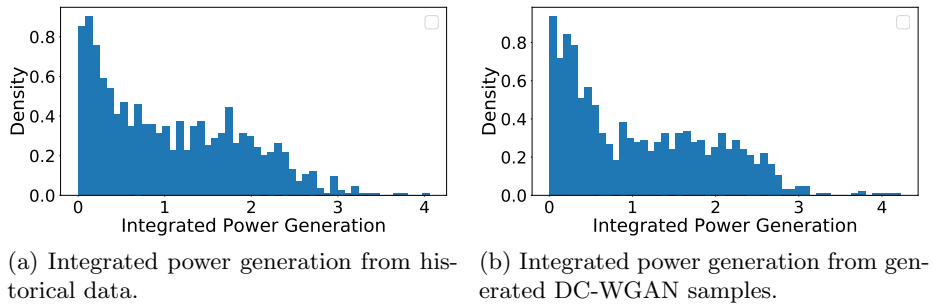 0.8
0.6
0.4
0.2
0.0
Density
0 1 2 3 4
Integrated Power Generation
(a) Integrated power generation from his-
torical data.
0.8
0.6
0.4
0.2
0.0
Density
0 1 2 3 4
Integrated Power Generation
(b) Integrated power generation from gen-
erated DC-WGAN samples.